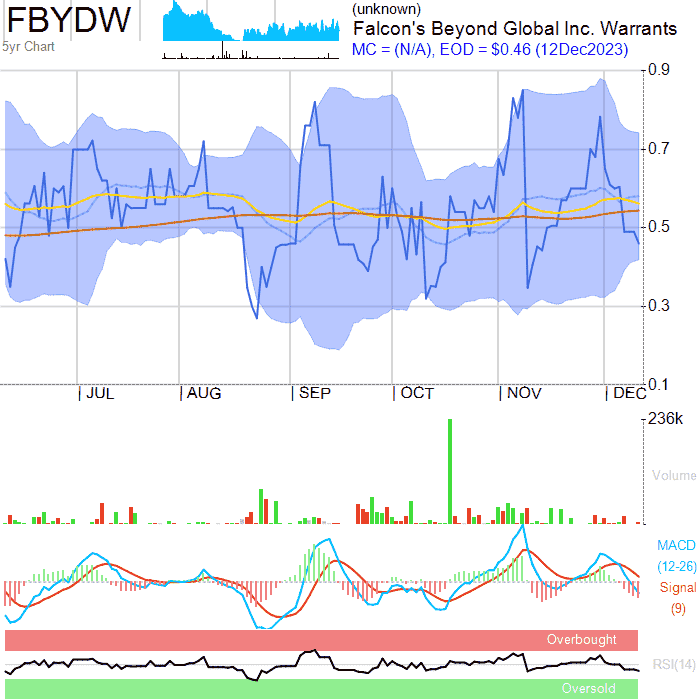 FBYDW
5yr Chart
(unknown)
Falcon's Beyond Global Inc. Warrants
MC = (N/A), EOD = $0.46 (12Dec2023)
0.9
0.7
0.5
0.3
0.1
JUL
AUG
SEP
OCT
NOV
DEC
236k
Volume
MACD
(12-26)
Signal
(9)
Overbought
RSI(14)
Oversold